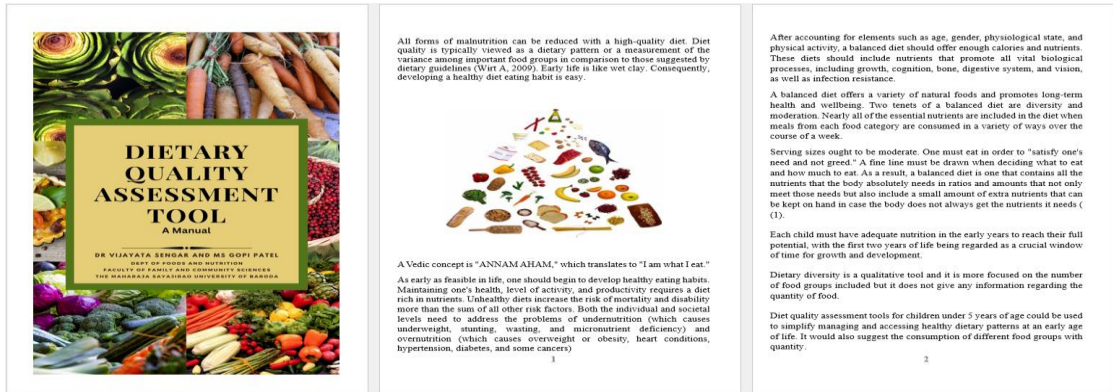 DIETARY
QUALITY
ASSESSMENT
TOOL
A Manual
DR VIJAYATA SENGAR AND MS GOPI PATEL
DEPT OF FOODS AND NUTRITION
FACULTY OF FAMILY AND COMMUNITY SCIENCES
THE MAHARAJA SAYAJIRAO UNIVERSITY OF BARODA
All forms of malnutrition can be reduced with a high-quality diet. Diet
quality is typically viewed as a dietary pattern or a measurement of the
variance among important food groups in comparison to those suggested by
dietary guidelines (Wirt A, 2009). Early life is like wet clay. Consequently,
developing a healthy diet eating habit is easy.
A Vedic concept is "ANNAM AHAM," which translates to "I am what I eat."
As early as feasible in life, one should begin to develop healthy eating habits.
Maintaining one's health, level of activity, and productivity requires a diet
rich in nutrients. Unhealthy diets increase the risk of mortality and disability
more than the sum of all other risk factors. Both the individual and societal
levels need to address the problems of undernutrition (which causes
underweight, stunting, wasting, and micronutrient deficiency) and
overnutrition (which causes overweight or obesity, heart conditions,
hypertension, diabetes, and some cancers)
1
After accounting for elements such as age, gender, physiological state, and
physical activity, a balanced diet should offer enough calories and nutrients.
These diets should include nutrients that promote all vital biological
processes, including growth, cognition, bone, digestive system, and vision,
as well as infection resistance.
A balanced diet offers a variety of natural foods and promotes long-term
health and wellbeing. Two tenets of a balanced diet are diversity and
moderation. Nearly all of the essential nutrients are included in the diet when
meals from each food category are consumed in a variety of ways over the
course of a week.
Serving sizes ought to be moderate. One must eat in order to "satisfy one's
need and not greed." A fine line must be drawn when deciding what to eat
and how much to eat. As a result, a balanced diet is one that contains all the
nutrients that the body absolutely needs in ratios and amounts that not only
meet those needs but also include a small amount of extra nutrients that can
be kept on hand in case the body does not always get the nutrients it needs (
(1).
Each child must have adequate nutrition in the early years to reach their full
potential, with the first two years of life being regarded as a crucial window
of time for growth and development.
Dietary diversity is a qualitative tool and it is more focused on the number
of food groups included but it does not give any information regarding the
quantity of food.
Diet quality assessment tools for children under 5 years of age could be used
to simplify managing and accessing healthy dietary patterns at an early age
of life. It would also suggest the consumption of different food groups with
quantity.
2